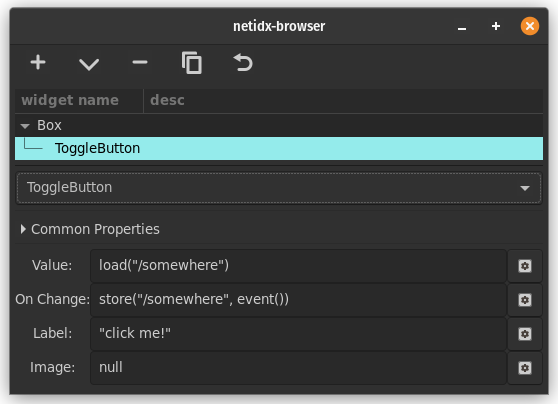 netidx-browser
widget name desc
Box
ToggleButton
ToggleButton
Common Properties
Value: load("/somewhere")
On Change: store("/somewhere", event())
Label: "click me!"
Image: null